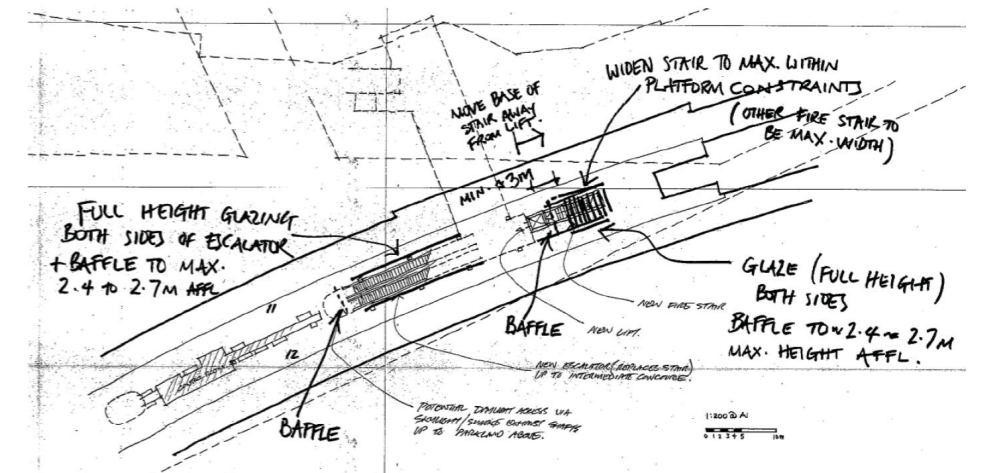 MOVE BASE OF
STAIR AWAY
FROM LIFT.
WIDEN STAIR TO MAX. WITHIN
PLATFORM CONSTRAINTS
(OTHER FIRE STAIR TO
BE MAX. WIDTH)
MIN. 3M
FULL HEIGHT GLAZING
BOTH SIDES OF ESCALATOR
+ BAFFLE TO MAX.
2.4 TO 2.7M AFFL
GLAZE (FULL HEIGHT)
BOTH SIDES
BAFFLE TO ~ 2.4 ~ 2.7M
MAX. HEIGHT AFFL.
11
12
BAFFLE
NEW FIRE STAIR
NEW LIFT.
NEW ESCALATOR (REPLACES STAIR)
UP TO INTERMEDIATE CONCOURSE.
POTENTIAL DAYLIGHT ACCESS VIA
SKYLIGHT/SMOKE EXHAUST SHAFTS
UP TO PARKLAND ABOVE.
BAFFLE
1:200 @ A1
0 1 2 3 4 5 10m